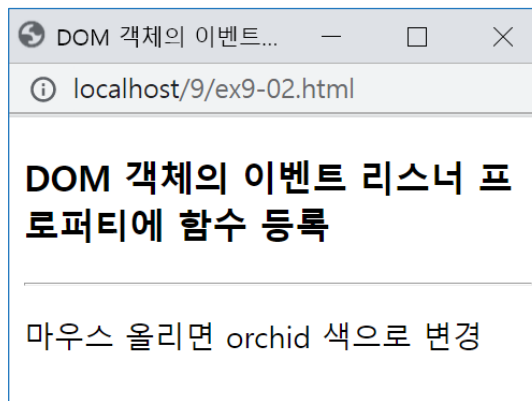 DOM 객체의 이벤트...
localhost/9/ex9-02.html
DOM 객체의 이벤트 리스너 프
로퍼티에 함수 등록
마우스 올리면 orchid 색으로 변경